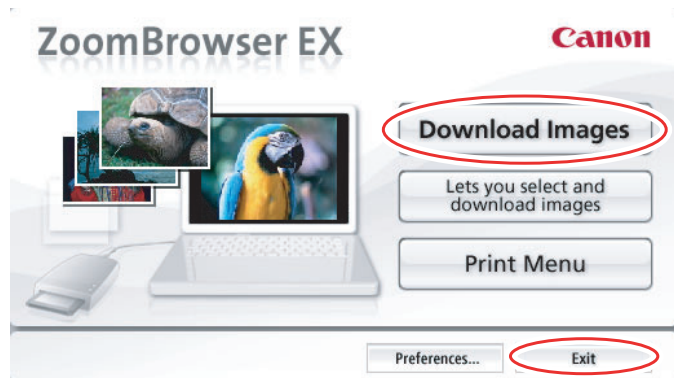 ZoomBrowser EX
Canon
Download Images
Lets you select and
download images
Print Menu
Preferences...
Exit